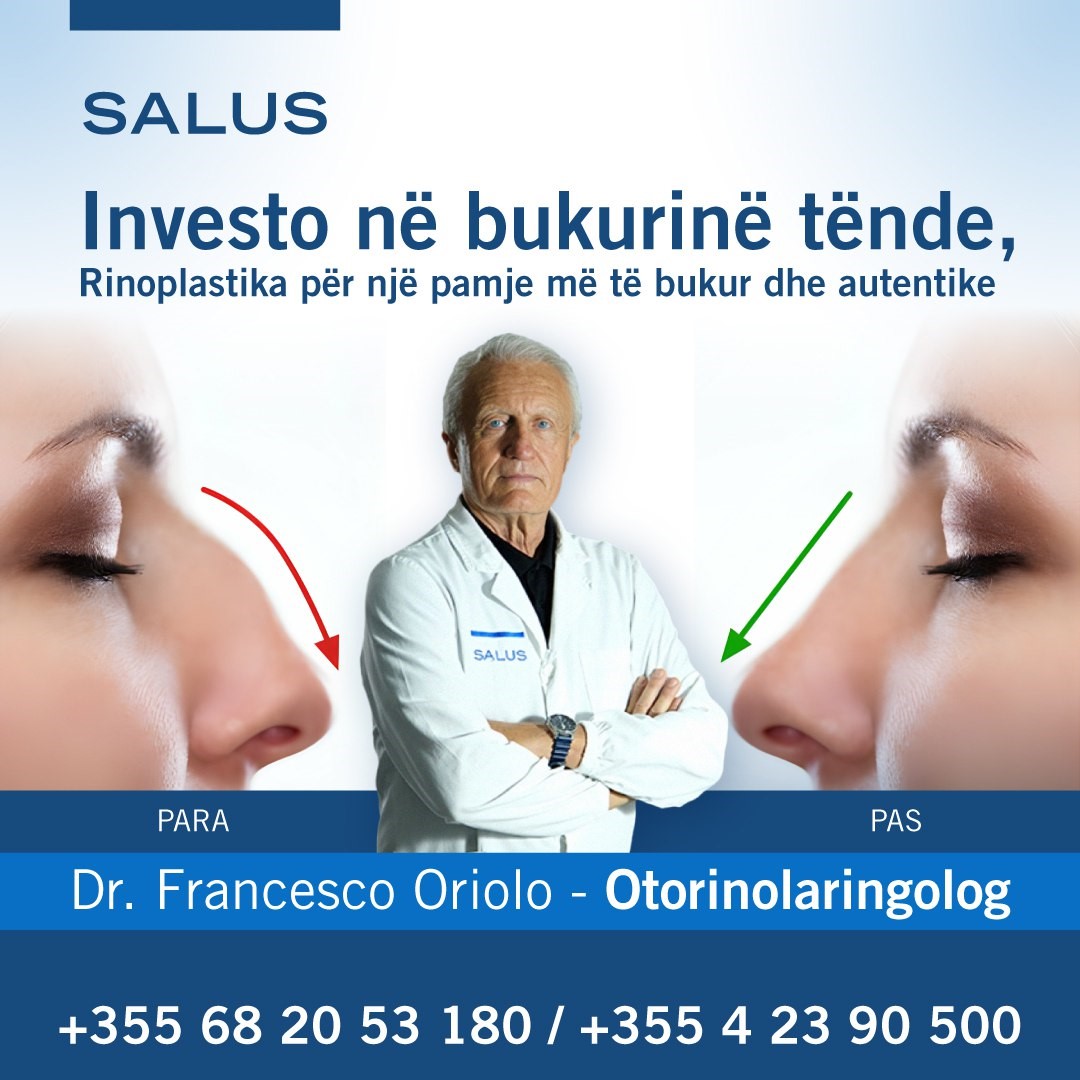 SALUS
Investo në bukurinë tënde,
Rinoplastika për një pamje më të bukur dhe autentike
SALUS
PARA
PAS
Dr. Francesco Oriolo - Otorinolaringolog
+355 68 20 53 180 / +355 4 23 90 500